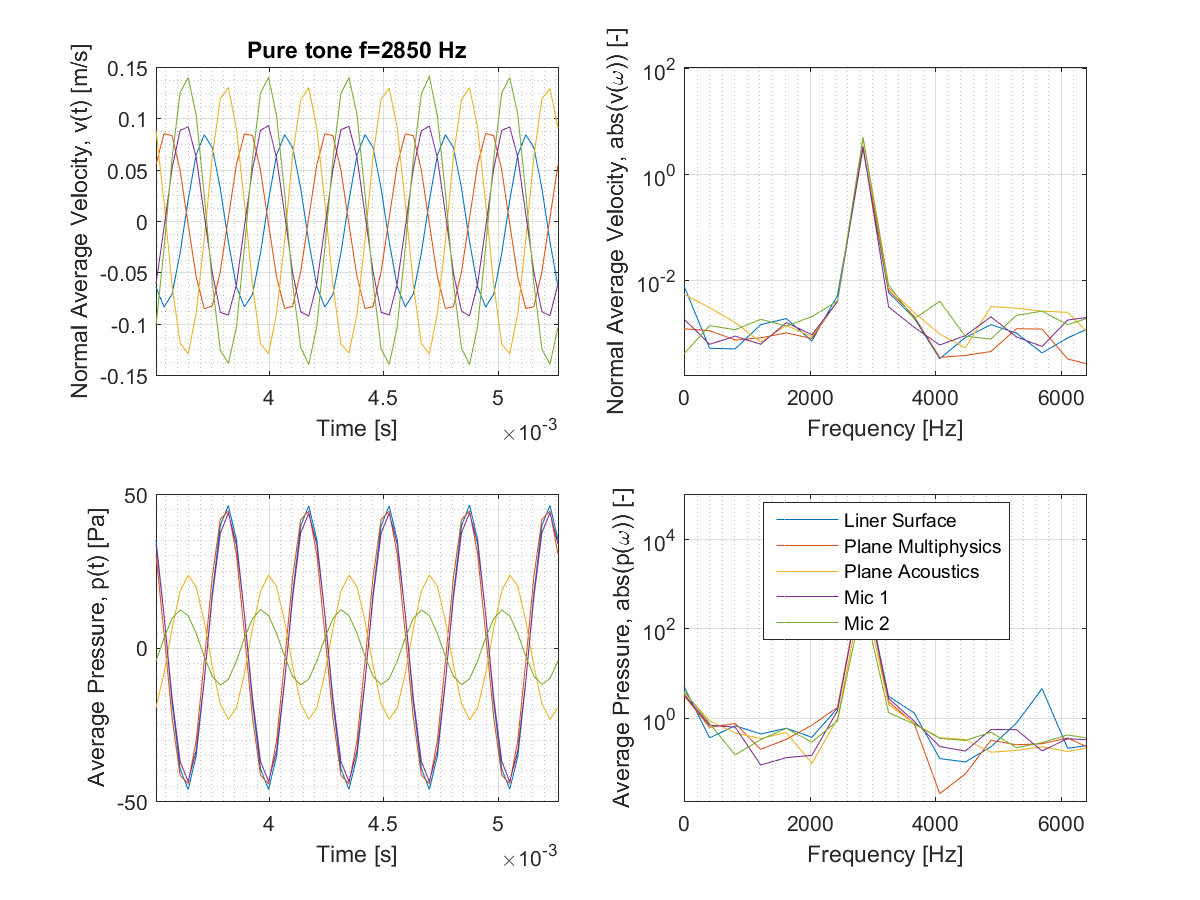 Pure tone f=2850 Hz
Normal Average Velocity, v(t) [m/s]
0.15
0.1
0.05
0
-0.05
-0.1
-0.15
4
4.5
5
×10-3
Time [s]
Normal Average Velocity, abs(v(ω)) [-]
102
100
10-2
0
2000
4000
6000
Frequency [Hz]
Average Pressure, p(t) [Pa]
50
0
-50
4
4.5
5
×10-3
Time [s]
Average Pressure, abs(p(ω)) [-]
104
102
100
Liner Surface
Plane Multiphysics
Plane Acoustics
Mic 1
Mic 2
0
2000
4000
6000
Frequency [Hz]